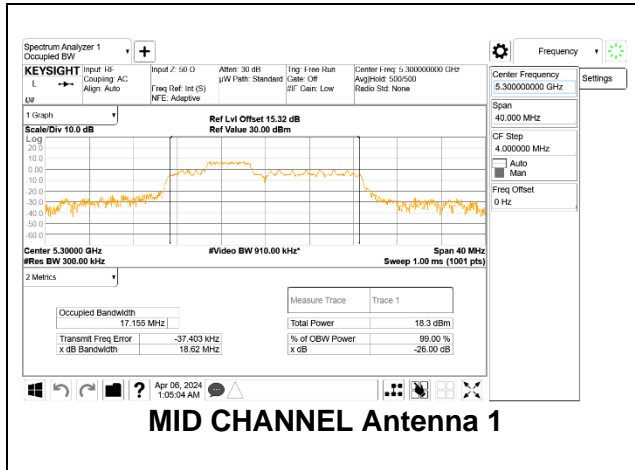 Spectrum Analyzer 1
Occupied BW
+
Frequency
KEYSIGHT
L
Input: RF
Coupling: AC
Align: Auto
Input Z: 50 Ω
Freq Ref: Int (S)
NFE: Adaptive
Atten: 30 dB
µW Path: Standard
Trig: Free Run
Gate: Off
#IF Gain: Low
Center Freq: 5.300000000 GHz
Avg|Hold: 500/500
Radio Std: None
Center Frequency
5.300000000 GHz
Settings
Span
40.000 MHz
CF Step
4.000000 MHz
Auto
Man
Freq Offset
0 Hz
1 Graph
Scale/Div 10.0 dB
Ref Lvl Offset 15.32 dB
Ref Value 30.00 dBm
Log
20.0
10.0
0.00
-10.0
-20.0
-30.0
-40.0
-50.0
-60.0
Center 5.30000 GHz
#Res BW 300.00 kHz
#Video BW 910.00 kHz*
Span 40 MHz
Sweep 1.00 ms (1001 pts)
2 Metrics
Measure Trace
Trace 1
Occupied Bandwidth
17.155 MHz
Total Power
18.3 dBm
Transmit Freq Error
-37.403 kHz
% of OBW Power
99.00 %
x dB Bandwidth
18.62 MHz
x dB
-26.00 dB
?
Apr 06, 2024
1:05:04 AM
MID CHANNEL Antenna 1